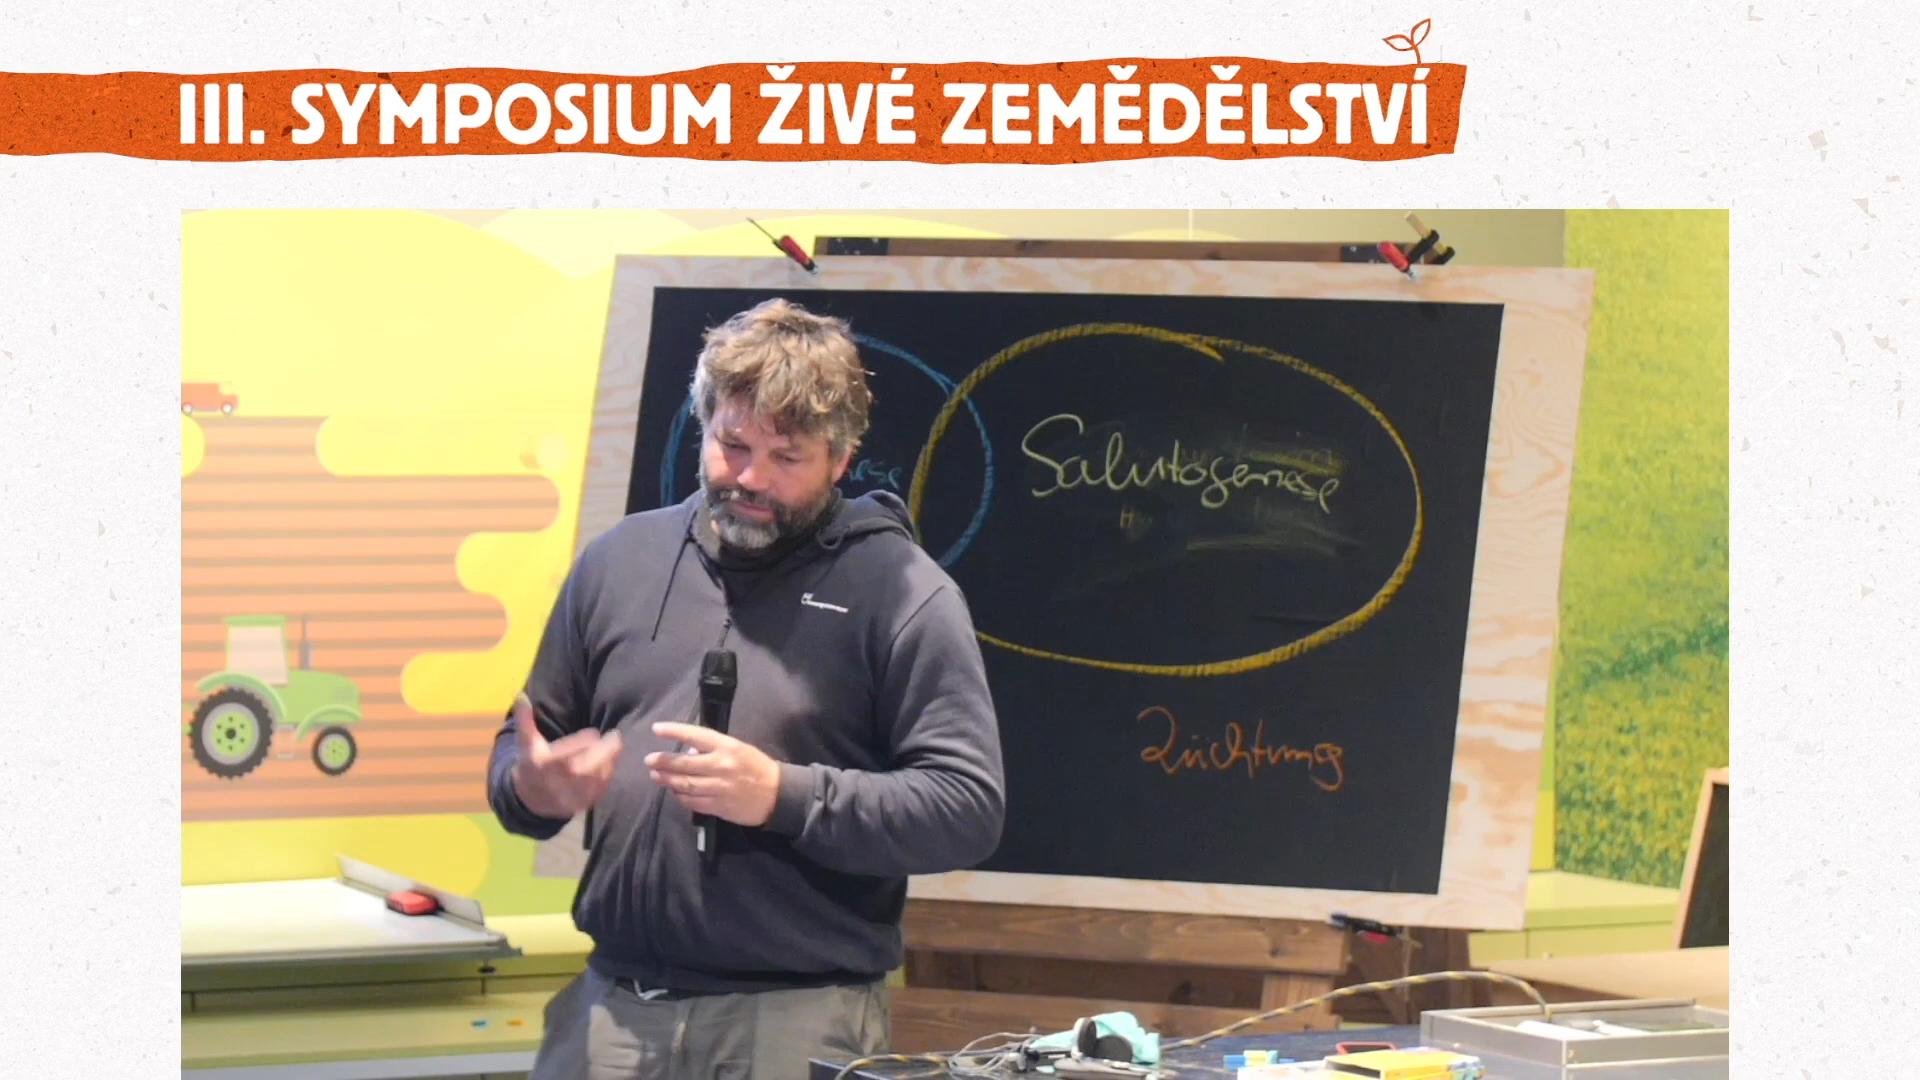 III. SYMPOSIUM ŽIVÉ ZEMĚDĚLSTVÍ
Salutogenese
Züchtung